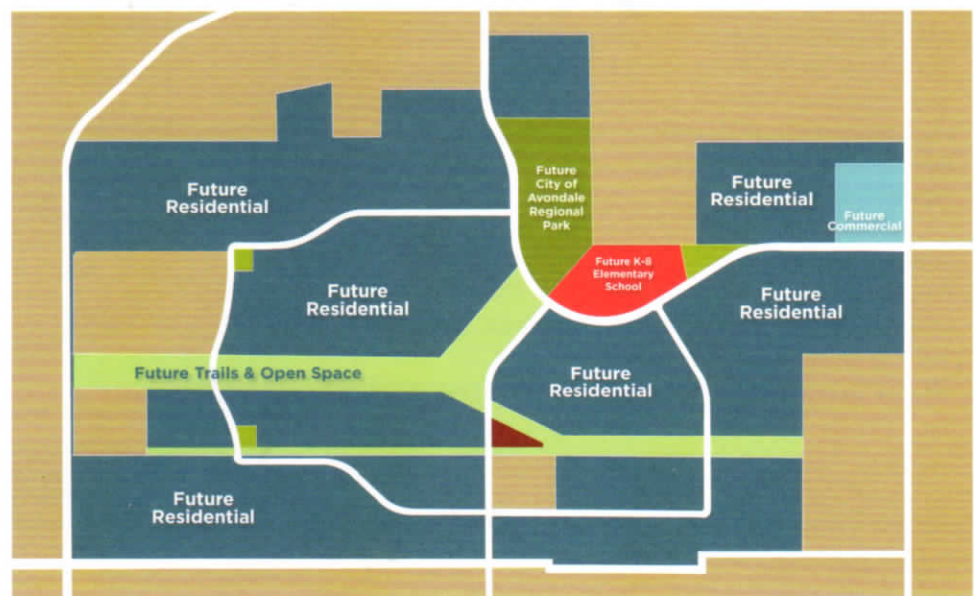 Future
City of
Avondale
Regional
Park
Future
Residential
Future
Residential
Future
Commercial
Future K-8
Elementary
School
Future
Residential
Future
Residential
Future Trails & Open Space
Future
Residential
Future
Residential